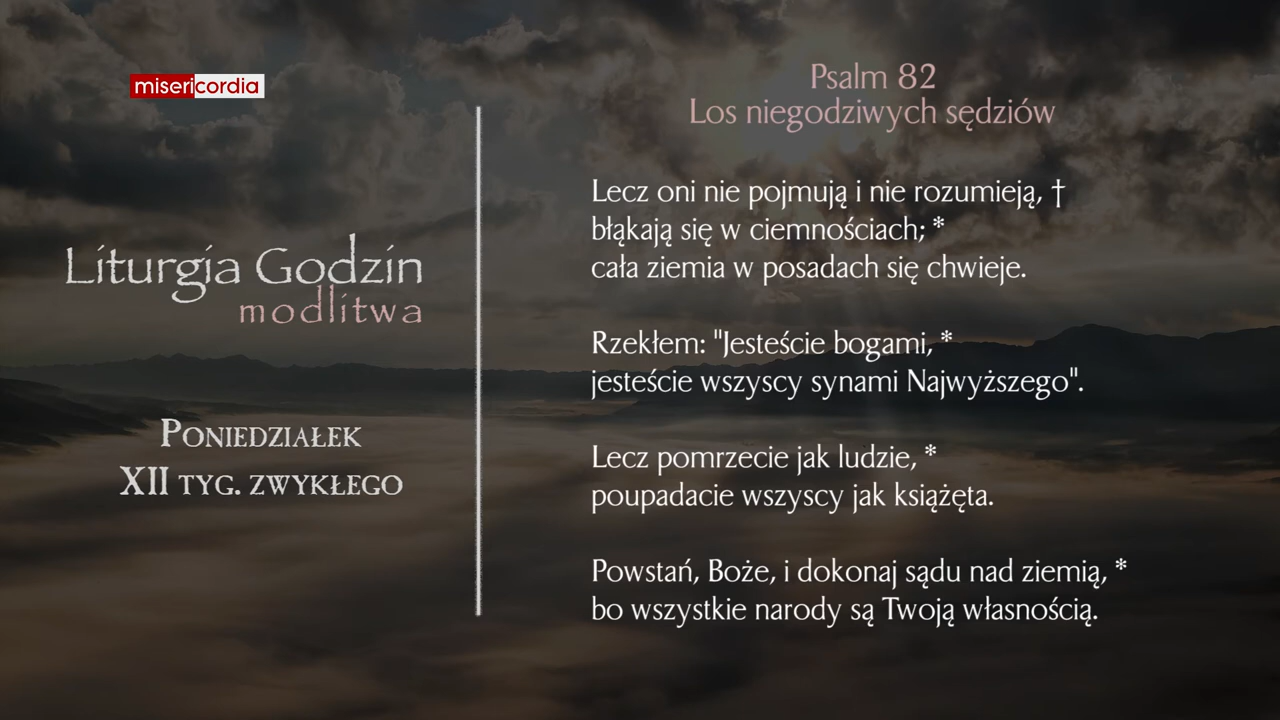 misericordia
Liturgia Godzin
modlitwa
Poniedziałek
XII tyg. zwykłego
Psalm 82
Los niegodziwych sędziów
Lecz oni nie pojmują i nie rozumieją, †
błąkają się w ciemnościach; *
cała ziemia w posadach się chwieje.
Rzekłem: "Jesteście bogami, *
jesteście wszyscy synami Najwyższego".
Lecz pomrzecie jak ludzie, *
poupadacie wszyscy jak książęta.
Powstań, Boże, i dokonaj sądu nad ziemią, *
bo wszystkie narody są Twoją własnością.